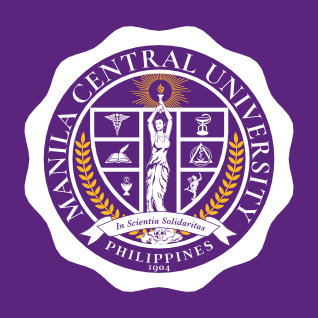 MANILA CENTRAL UNIVERSITY
In Scientia Solidaritas
PHILIPPINES
1904